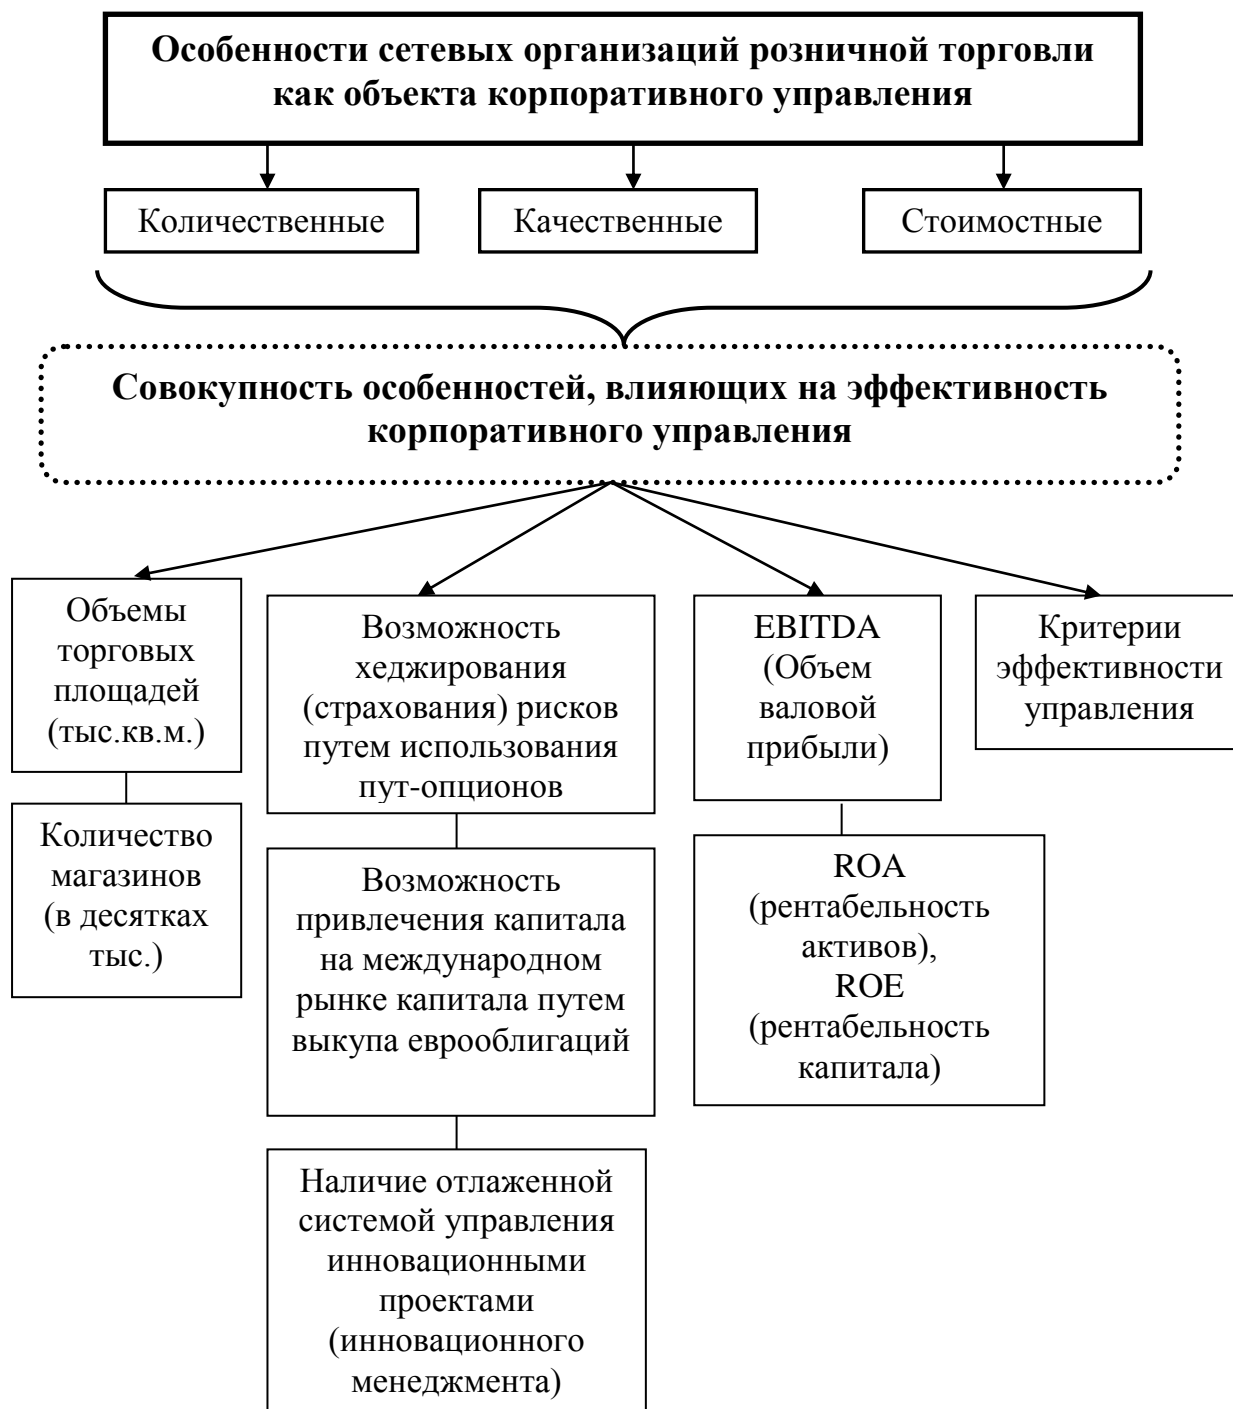 Особенности сетевых организаций розничной торговли
как объекта корпоративного управления
Количественные
Качественные
Стоимостные
Совокупность особенностей, влияющих на эффективность
корпоративного управления
Объемы
торговых
площадей
(тыс.кв.м.)
Количество
магазинов
(в десятках
тыс.)
Возможность
хеджирования
(страхования) рисков
путем использования
пут-опционов
Возможность
привлечения капитала
на международном
рынке капитала путем
выкупа еврооблигаций
Наличие отлаженной
системой управления
инновационными
проектами
(инновационного
менеджмента)
EBITDA
(Объем
валовой
прибыли)
ROA
(рентабельность
активов),
ROE
(рентабельность
капитала)
Критерии
эффективности
управления